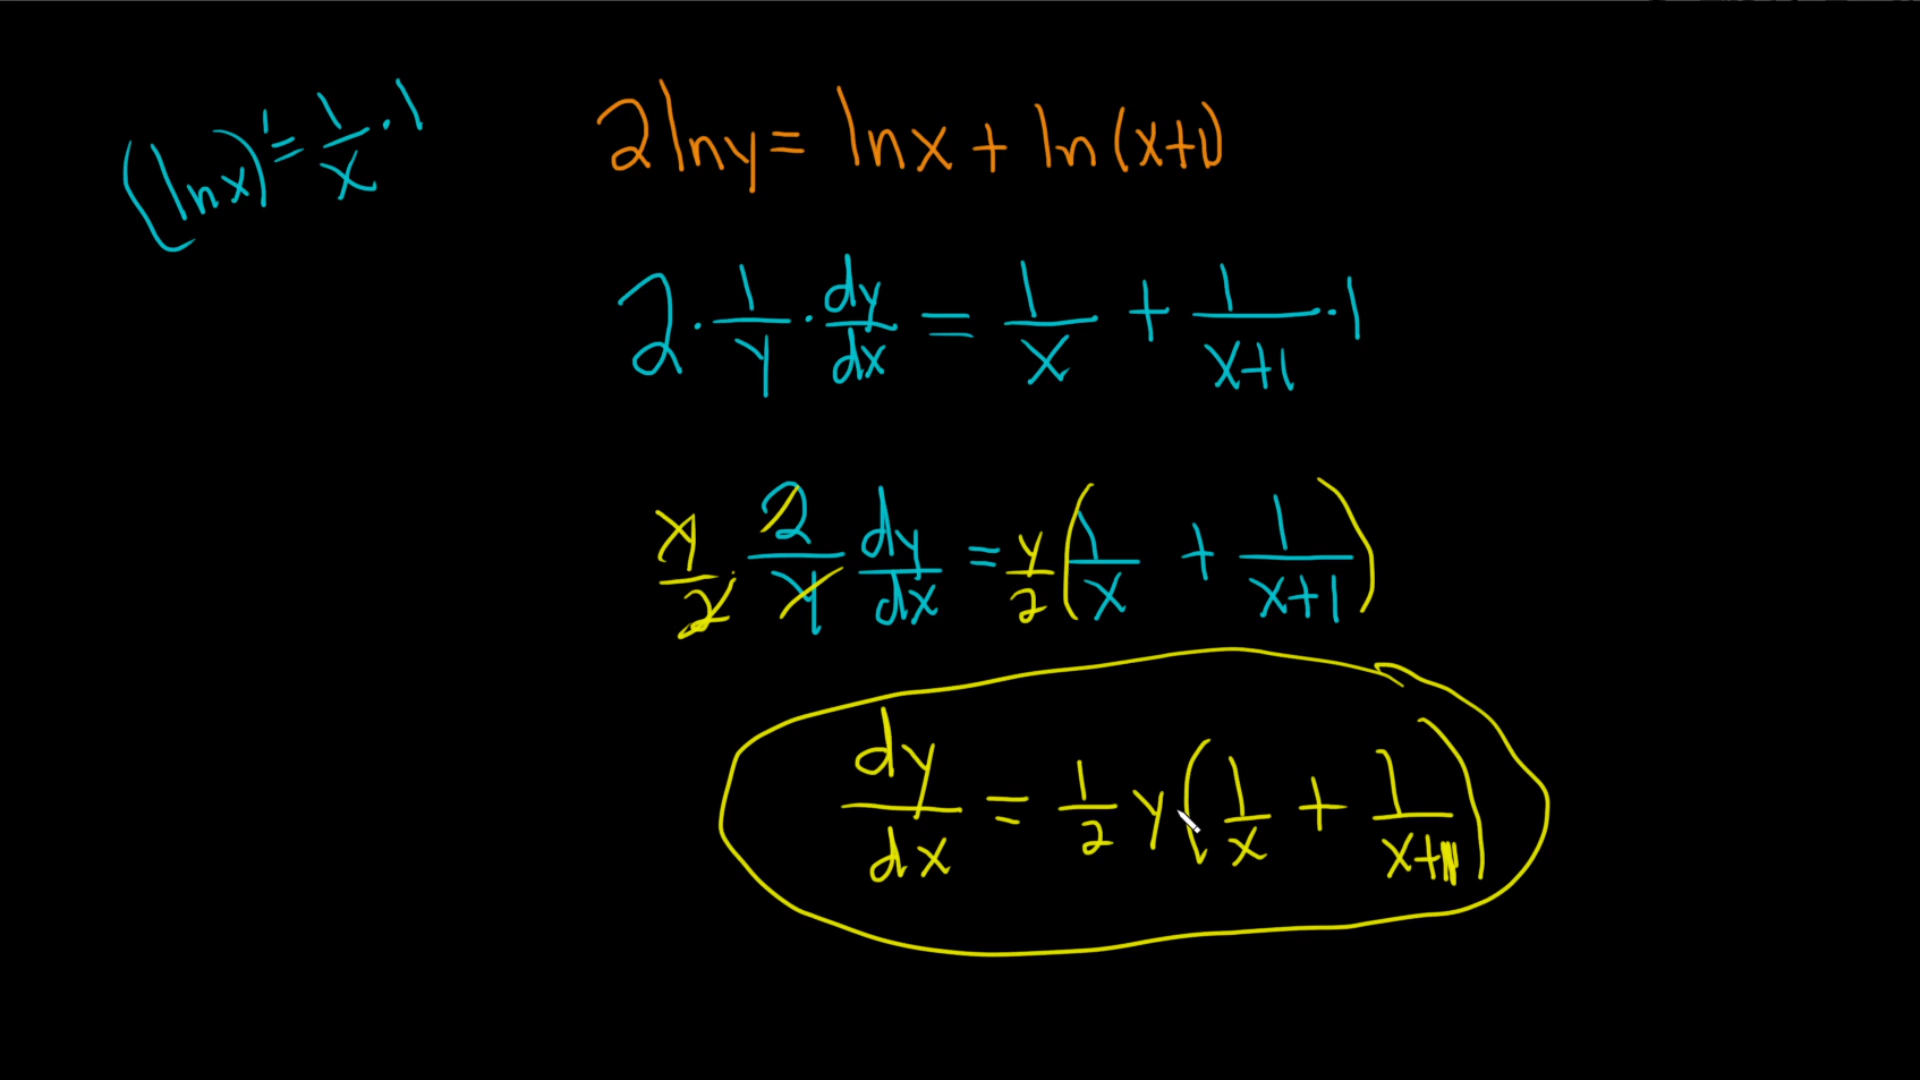 (ln x)' = 1/x · 1
2 ln y = ln x + ln (x+1)
2 · 1/y · dy/dx = 1/x + 1/(x+1) · 1
y/2 · 2/y dy/dx = y/2 (1/x + 1/(x+1))
dy/dx = 1/2 y (1/x + 1/(x+1))